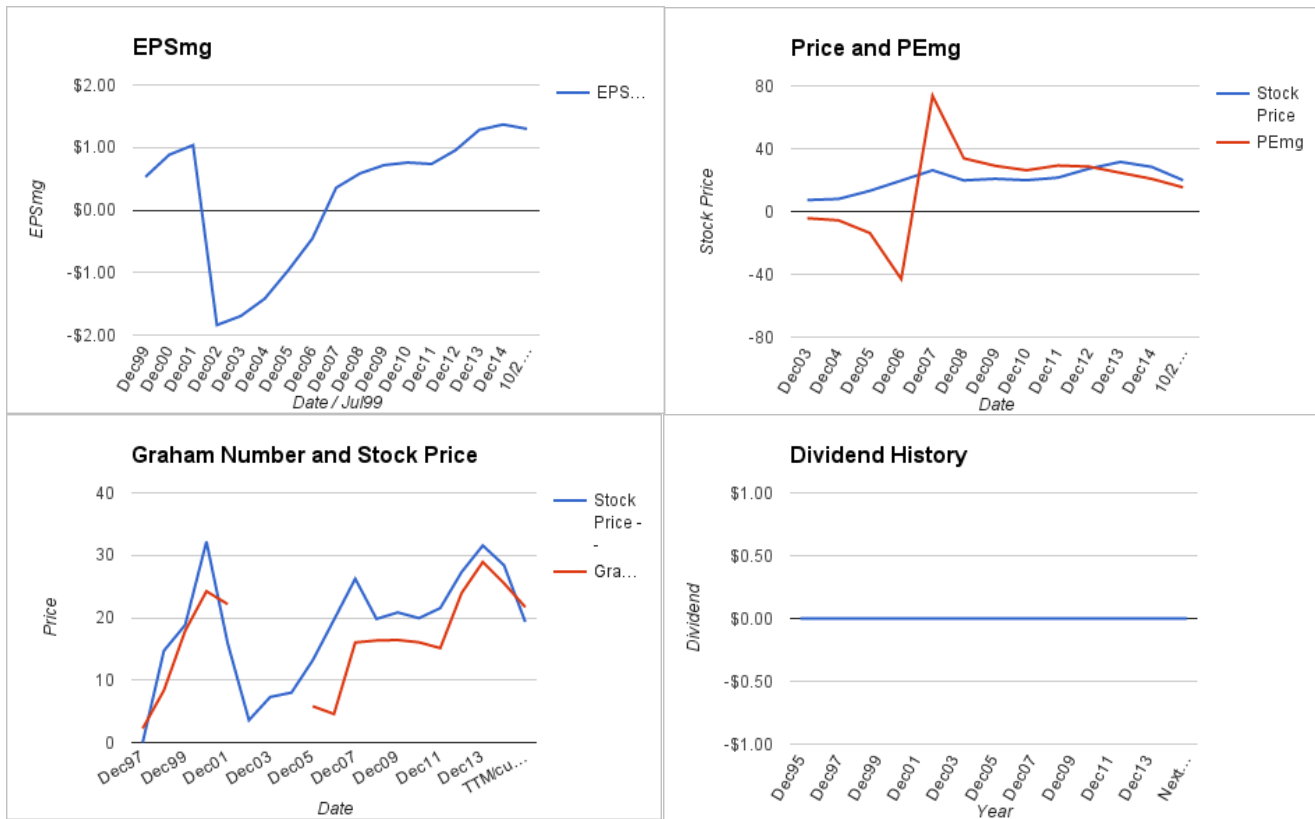 EPSmg
$2.00
$1.00
$0.00
-$1.00
-$2.00
EPSmg
EPS...
Dec99
Dec00
Dec01
Dec02
Dec03
Dec04
Dec05
Dec06
Dec07
Dec08
Dec09
Dec10
Dec11
Dec12
Dec13
Dec14
10/2...
Date / Jul99
Price and PEmg
80
40
0
-40
-80
Stock Price
Stock
Price
PEmg
Dec03
Dec04
Dec05
Dec06
Dec07
Dec08
Dec09
Dec10
Dec11
Dec12
Dec13
Dec14
10/2...
Date
Graham Number and Stock Price
40
30
20
10
0
Price
Stock
Price -
-
Gra...
Dec97
Dec99
Dec01
Dec03
Dec05
Dec07
Dec09
Dec11
Dec13
TTM/cu...
Date
Dividend History
$1.00
$0.50
$0.00
-$0.50
-$1.00
Dividend
Dec95
Dec97
Dec99
Dec01
Dec03
Dec05
Dec07
Dec09
Dec11
Dec13
Next...
Year